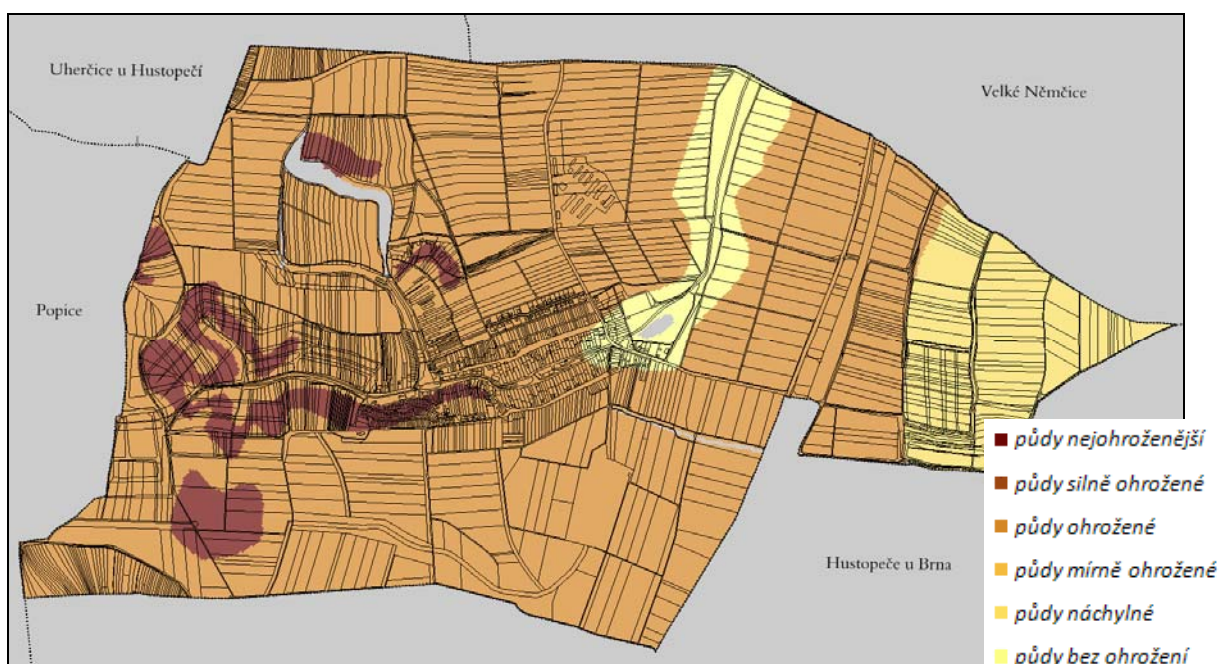 Uherčice u Hustopečí
Velké Němčice
Popice
Hustopeče u Brna
půdy nejohroženější
půdy silně ohrožené
půdy ohrožené
půdy mírně ohrožené
půdy náchylné
půdy bez ohrožení